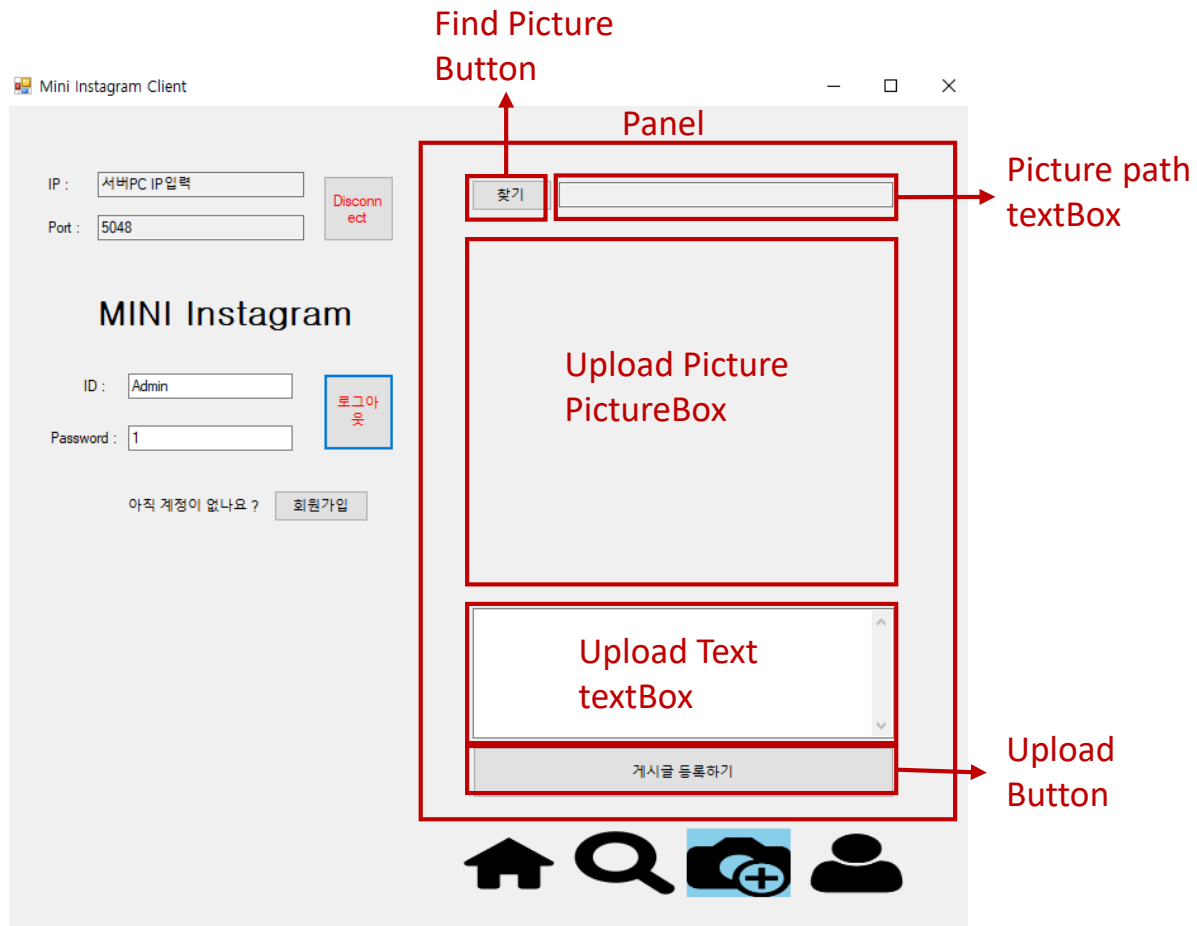 Find Picture
Button
Mini Instagram Client
Panel
IP :
서버PC IP입력
Disconn
ect
Port :
5048
찾기
Picture path
textBox
MINI Instagram
Upload Picture
PictureBox
ID :
Admin
로그아
웃
Password :
1
아직 계정이 없나요 ?
회원가입
Upload Text
textBox
게시글 등록하기
Upload
Button